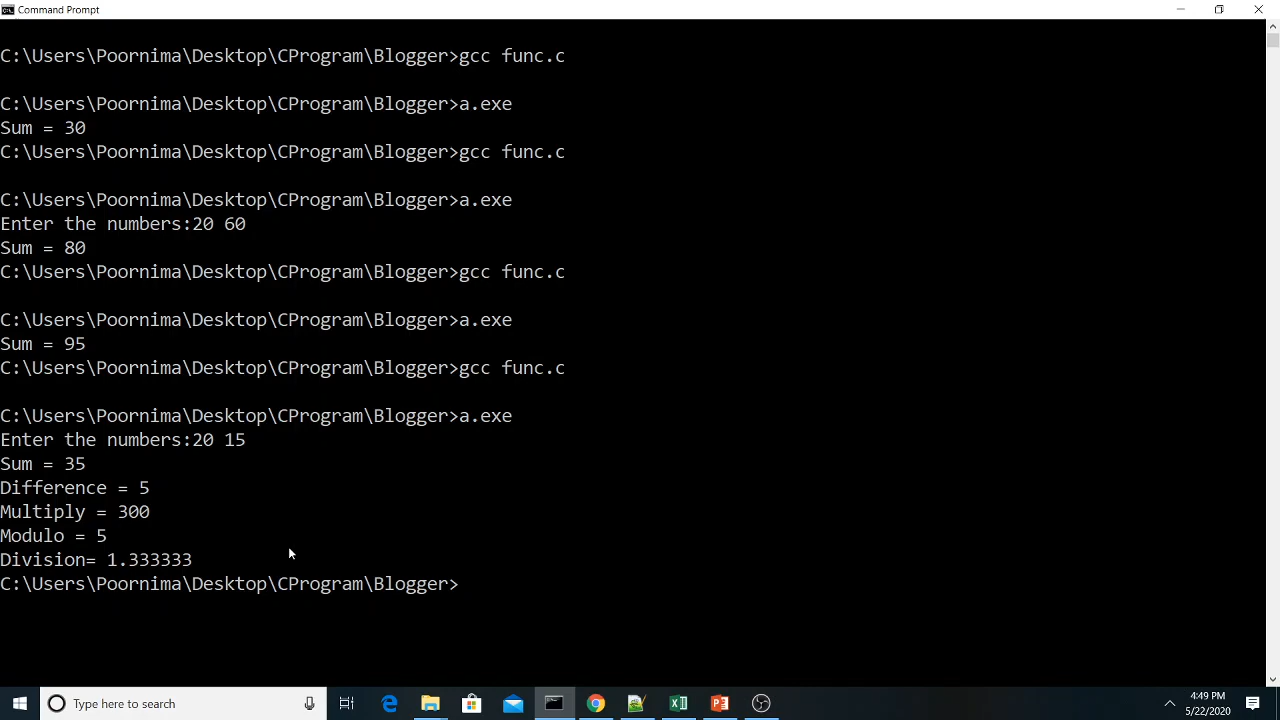 Command Prompt
C:\Users\Poornima\Desktop\CProgram\Blogger>gcc func.c
C:\Users\Poornima\Desktop\CProgram\Blogger>a.exe
Sum = 30
C:\Users\Poornima\Desktop\CProgram\Blogger>gcc func.c
C:\Users\Poornima\Desktop\CProgram\Blogger>a.exe
Enter the numbers:20 60
Sum = 80
C:\Users\Poornima\Desktop\CProgram\Blogger>gcc func.c
C:\Users\Poornima\Desktop\CProgram\Blogger>a.exe
Sum = 95
C:\Users\Poornima\Desktop\CProgram\Blogger>gcc func.c
C:\Users\Poornima\Desktop\CProgram\Blogger>a.exe
Enter the numbers:20 15
Sum = 35
Difference = 5
Multiply = 300
Modulo = 5
Division= 1.333333
C:\Users\Poornima\Desktop\CProgram\Blogger>
Type here to search
4:49 PM
5/22/2020